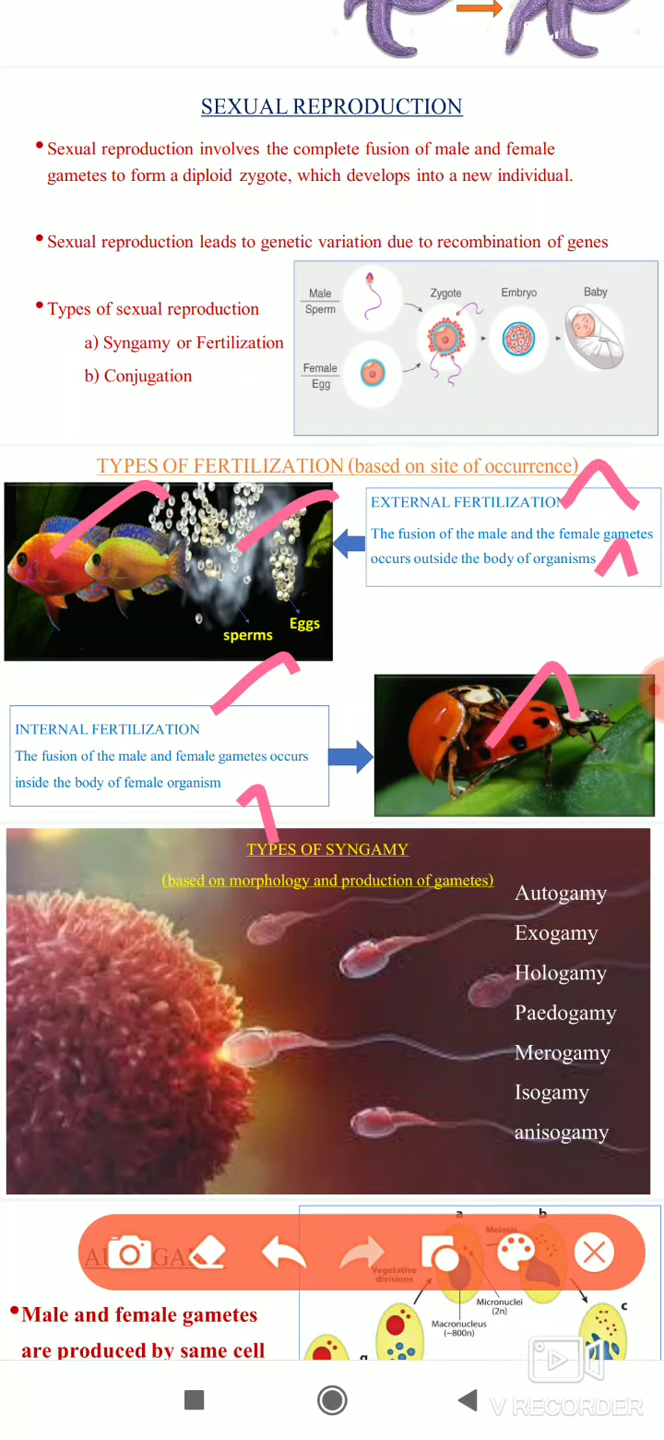 SEXUAL REPRODUCTION
• Sexual reproduction involves the complete fusion of male and female
gametes to form a diploid zygote, which develops into a new individual.
• Sexual reproduction leads to genetic variation due to recombination of genes
• Types of sexual reproduction
a) Syngamy or Fertilization
b) Conjugation
Male
Sperm
Female
Egg
Zygote
Embryo
Baby
TYPES OF FERTILIZATION (based on site of occurrence)
EXTERNAL FERTILIZATION
The fusion of the male and the female gametes
occurs outside the body of organisms
sperms
Eggs
INTERNAL FERTILIZATION
The fusion of the male and female gametes occurs
inside the body of female organism
TYPES OF SYNGAMY
(based on morphology and production of gametes)
Autogamy
Exogamy
Hologamy
Paedogamy
Merogamy
Isogamy
anisogamy
• Male and female gametes
are produced by same cell
a
Meiosis
b
Vegetative
divisions
Micronuclei
(2n)
Macronucleus
(~800n)
c
V RECORDER